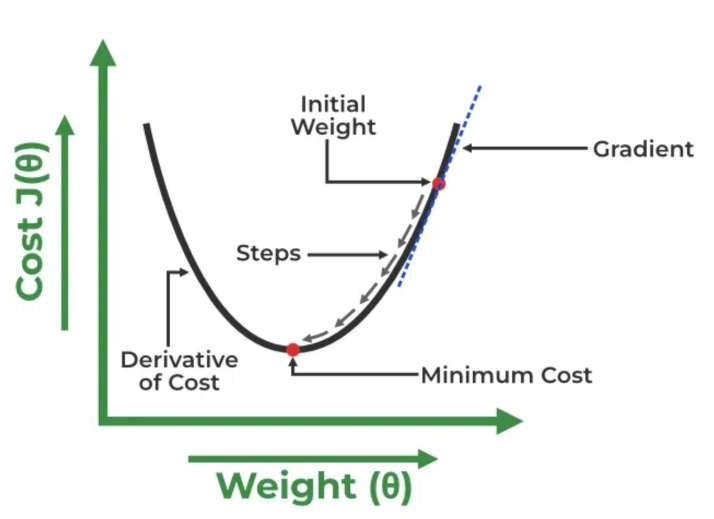 Initial
Weight
Gradient
Cost J(θ)
Steps
Derivative
of Cost
Minimum Cost
Weight (θ)